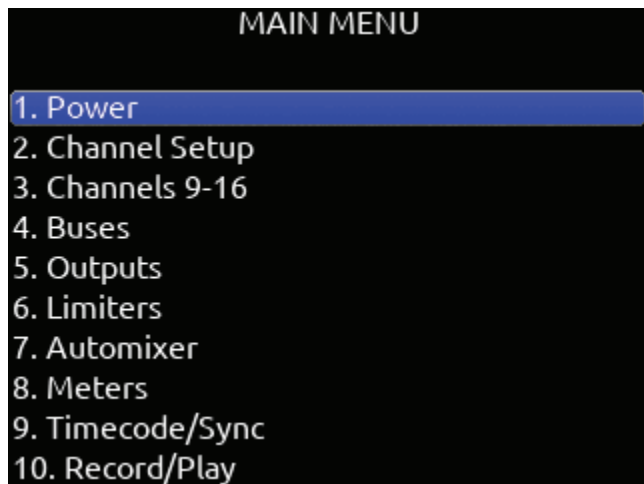 MAIN MENU
1. Power
2. Channel Setup
3. Channels 9-16
4. Buses
5. Outputs
6. Limiters
7. Automixer
8. Meters
9. Timecode/Sync
10. Record/Play